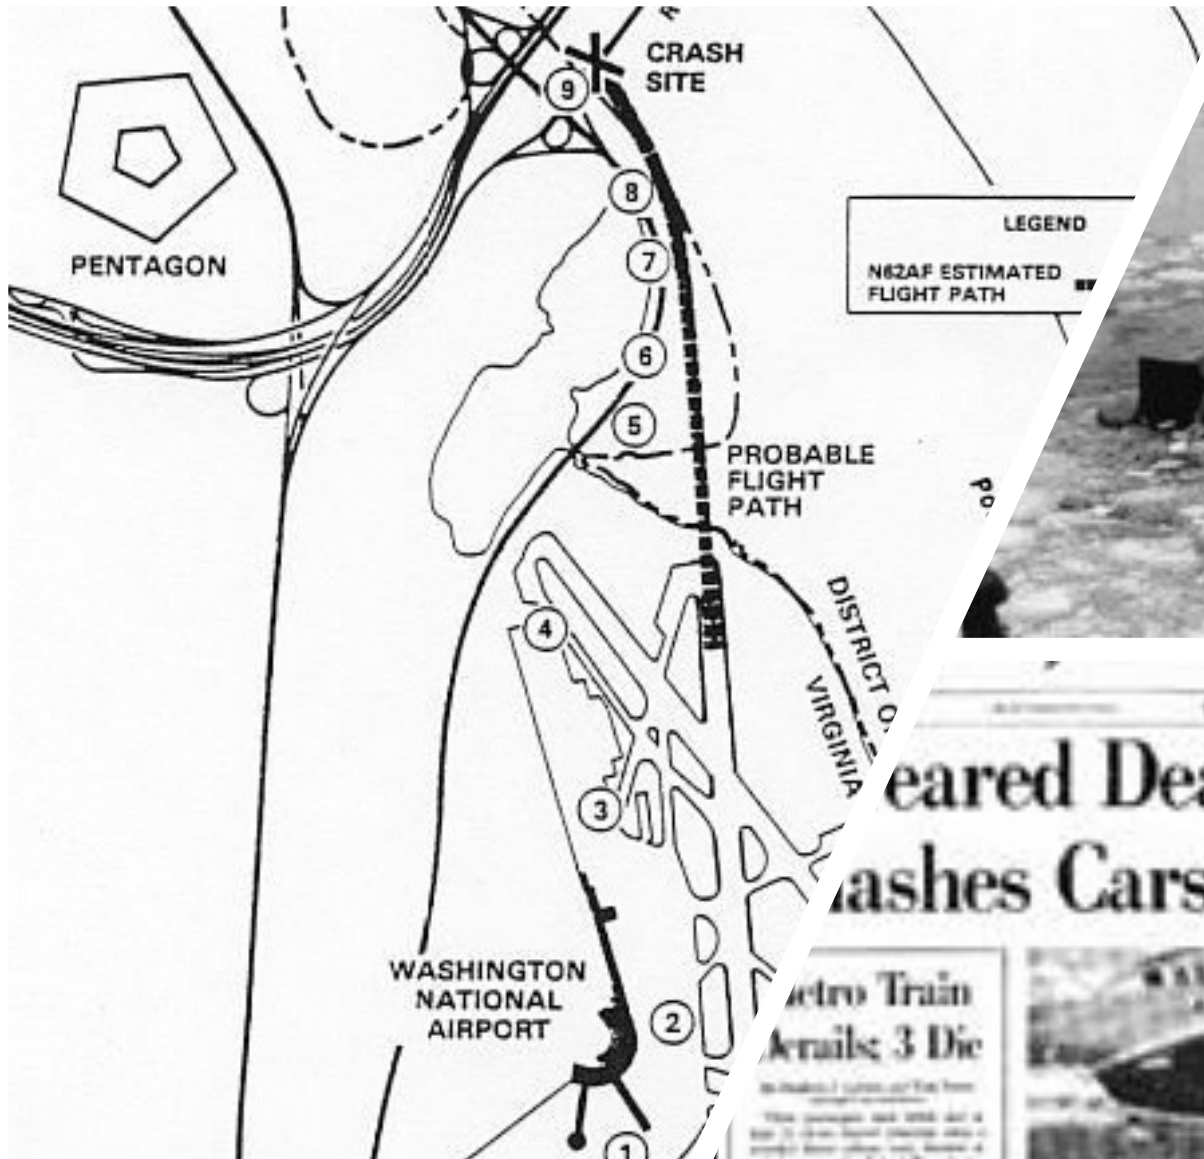 CRASH
SITE
9
8
7
6
5
4
3
2
1
PENTAGON
LEGEND
N62AF ESTIMATED
FLIGHT PATH
PROBABLE
FLIGHT
PATH
DISTRICT O
VIRGINIA
WASHINGTON
NATIONAL
AIRPORT
eared Dea
ashes Cars
etro Train
Derails; 3 Die